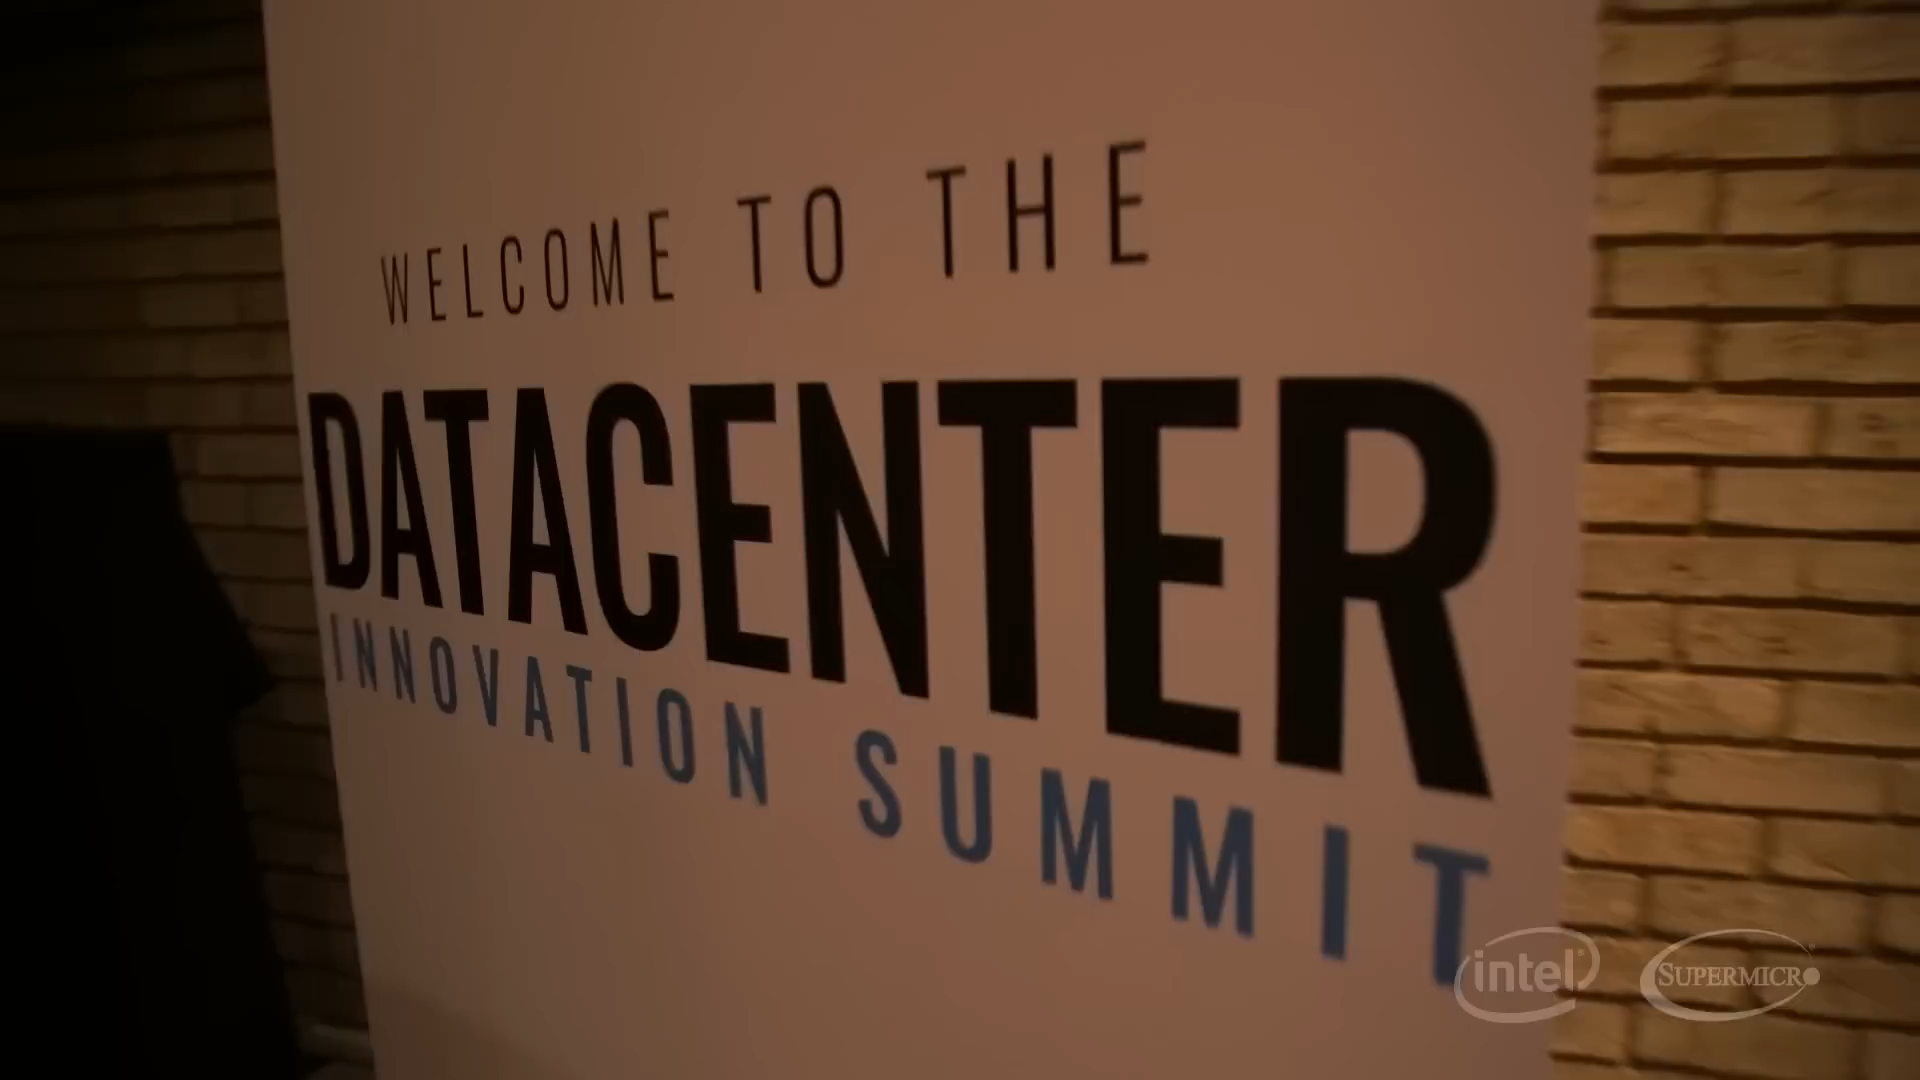 WELCOME TO THE
DATACENTER
INNOVATION SUMMIT
intel
SUPERMICRO